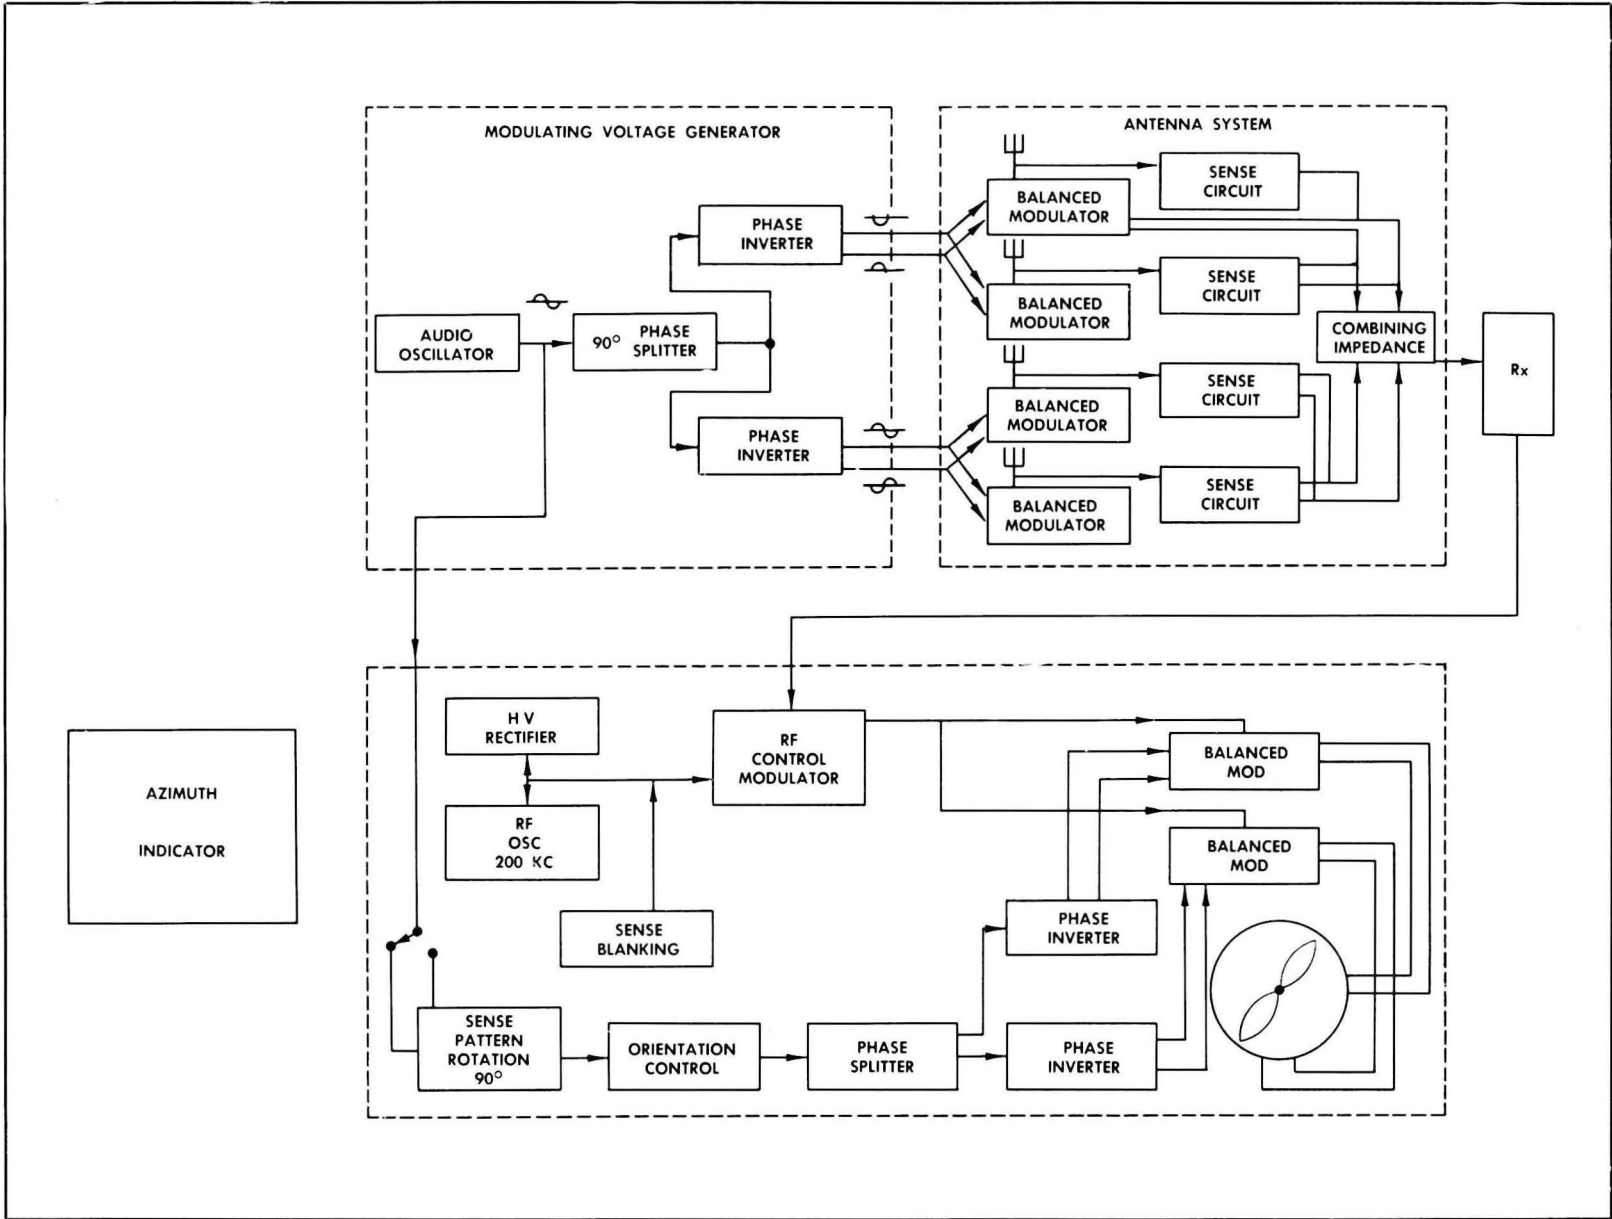 MODULATING VOLTAGE GENERATOR
ANTENNA SYSTEM
AUDIO
OSCILLATOR
90° PHASE
SPLITTER
PHASE
INVERTER
PHASE
INVERTER
BALANCED
MODULATOR
SENSE
CIRCUIT
BALANCED
MODULATOR
SENSE
CIRCUIT
BALANCED
MODULATOR
SENSE
CIRCUIT
BALANCED
MODULATOR
SENSE
CIRCUIT
COMBINING
IMPEDANCE
Rx
AZIMUTH
INDICATOR
H V
RECTIFIER
RF
OSC
200 KC
SENSE
BLANKING
RF
CONTROL
MODULATOR
BALANCED
MOD
BALANCED
MOD
PHASE
INVERTER
SENSE
PATTERN
ROTATION
90°
ORIENTATION
CONTROL
PHASE
SPLITTER
PHASE
INVERTER